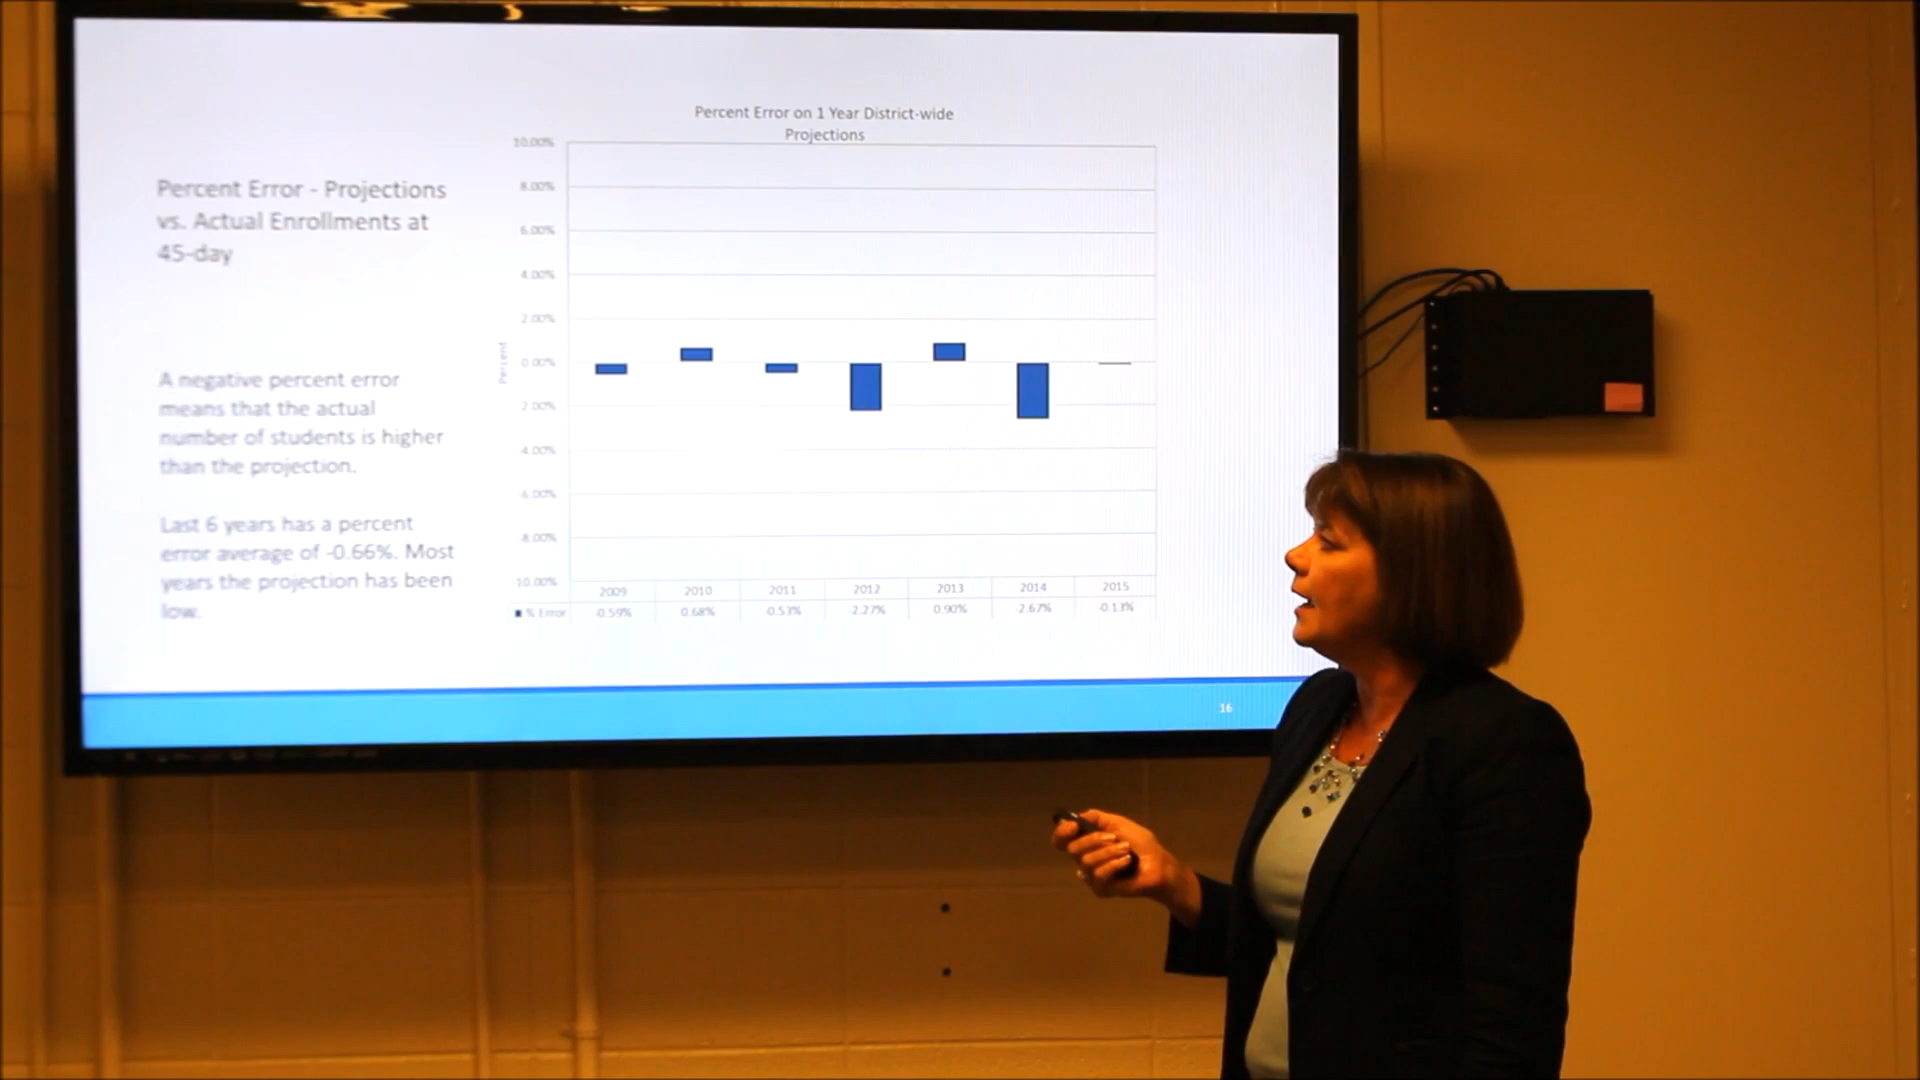 Percent Error - Projections
vs. Actual Enrollments at
45-day
A negative percent error
means that the actual
number of students is higher
than the projection.
Last 6 years has a percent
error average of -0.66%. Most
years the projection has been
low.
Percent Error on 1 Year District-wide
Projections
10.00%
8.00%
6.00%
4.00%
2.00%
0.00%
2.00%
4.00%
6.00%
8.00%
10.00%
Percent
2009 2010 2011 2012 2013 2014 2015
% Error -0.59% 0.68% -0.53% -2.27% 0.90% 2.67% -0.13%
16